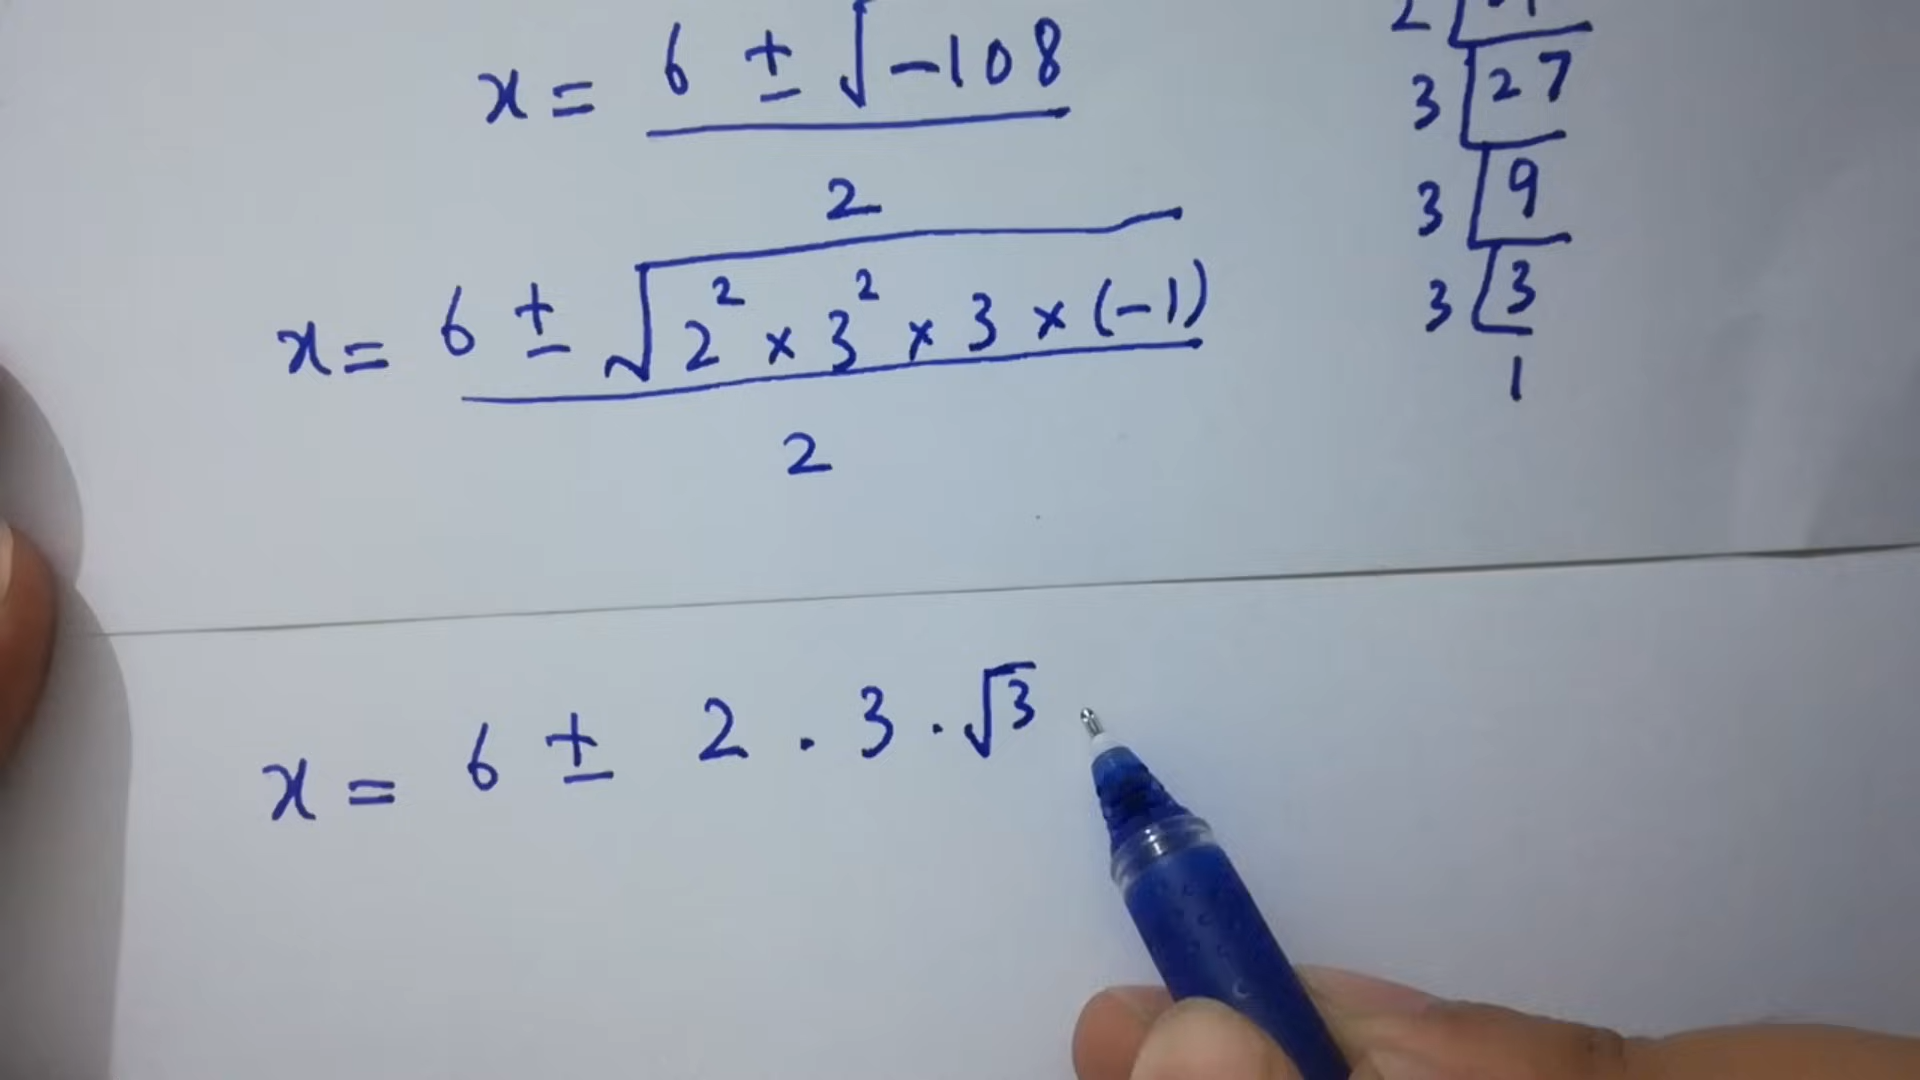 x = 6 ± √-108
2
x = 6 ± √2² × 3² × 3 × (-1)
2
x = 6 ± 2 . 3 . √3
2
3 27
3 9
3 3
1